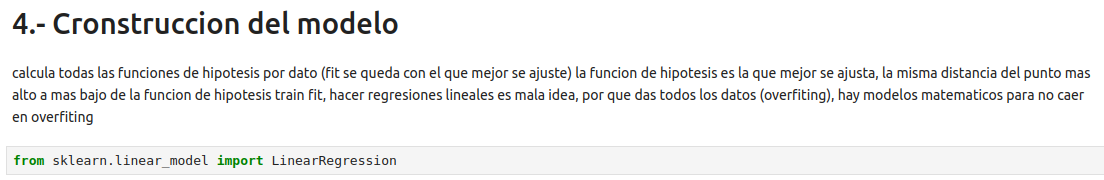 4.- Cronstruccion del modelo
calcula todas las funciones de hipotesis por dato (fit se queda con el que mejor se ajuste) la funcion de hipotesis es la que mejor se ajusta, la misma distancia del punto mas
alto a mas bajo de la funcion de hipotesis train fit, hacer regresiones lineales es mala idea, por que das todos los datos (overfiting), hay modelos matematicos para no caer
en overfiting
from sklearn.linear_model import LinearRegression